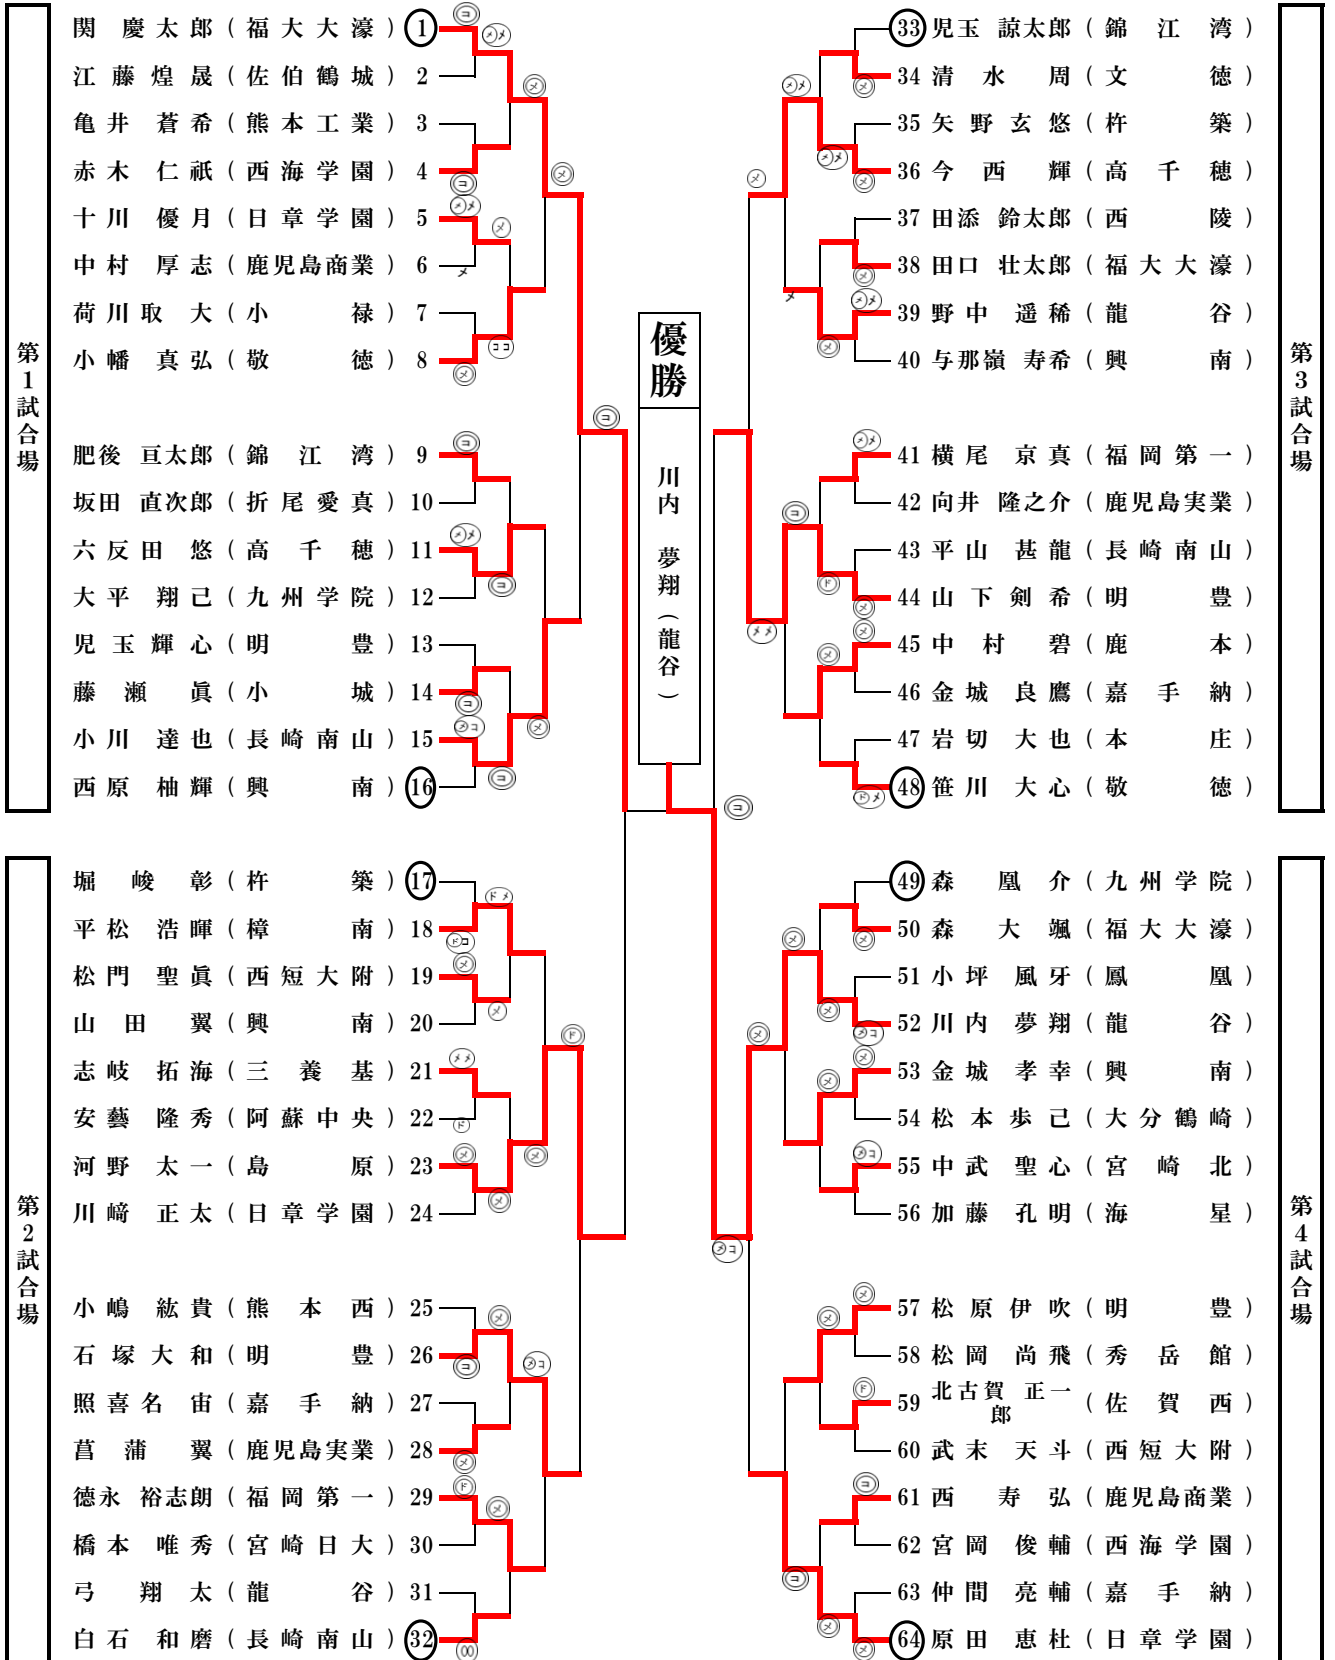 第1試合場
関 慶太郎 (福大大濠) 1
江藤煌晟 (佐伯鶴城) 2
亀井 蒼希 (熊本工業) 3
赤木 仁祇 (西海学園) 4
十川 優月 (日章学園) 5
中村 厚志 (鹿児島商業) 6
荷川取 大 (小禄) 7
小幡 真弘 (敬徳) 8
肥後 亘太郎 (錦江湾) 9
坂田 直次郎 (折尾愛真) 10
六反田 悠 (高千穂) 11
大平 翔己 (九州学院) 12
児玉輝心 (明豊) 13
藤瀬 眞 (小城) 14
小川 達也 (長崎南山) 15
西原 柚輝 (興南) 16
第2試合場
堀 峻彰 (杵築) 17
平松 浩暉 (樟南) 18
松門 聖眞 (西短大附) 19
山田 翼 (興南) 20
志岐 拓海 (三養基) 21
安藝 隆秀 (阿蘇中央) 22
河野 太一 (島原) 23
川﨑 正太 (日章学園) 24
小嶋 紘貴 (熊本西) 25
石塚大和 (明豊) 26
照喜名 宙 (嘉手納) 27
菖蒲 翼 (鹿児島実業) 28
徳永 裕志朗 (福岡第一) 29
橋本 唯秀 (宮崎日大) 30
弓 翔太 (龍谷) 31
白石 和磨 (長崎南山) 32
優勝
川内 夢翔(龍谷)
第3試合場
33 児玉 諒太郎 (錦江湾)
34 清水 周 (文徳)
35 矢野玄悠 (杵築)
36 今西 輝 (高千穂)
37 田添 鈴太郎 (西陵)
38 田口 壮太郎 (福大大濠)
39 野中 遥稀 (龍谷)
40 与那嶺 寿希 (興南)
41 横尾 京真 (福岡第一)
42 向井 隆之介 (鹿児島実業)
43 平山 甚龍 (長崎南山)
44 山下剣希 (明豊)
45 中村 碧 (鹿本)
46 金城良鷹 (嘉手納)
47 岩切 大也 (本庄)
48 笹川 大心 (敬徳)
第4試合場
49 森 凰介 (九州学院)
50 森 大颯 (福大大濠)
51 小坪 風牙 (鳳凰)
52 川内 夢翔 (龍谷)
53 金城 孝幸 (興南)
54 松本歩己 (大分鶴崎)
55 中武聖心 (宮崎北)
56 加藤 孔明 (海星)
57 松原伊吹 (明豊)
58 松岡 尚飛 (秀岳館)
59 北古賀 正一郎 (佐賀西)
60 武末 天斗 (西短大附)
61 西 寿弘 (鹿児島商業)
62 宮岡 俊輔 (西海学園)
63 仲間 亮輔 (嘉手納)
64 原田 恵杜 (日章学園)